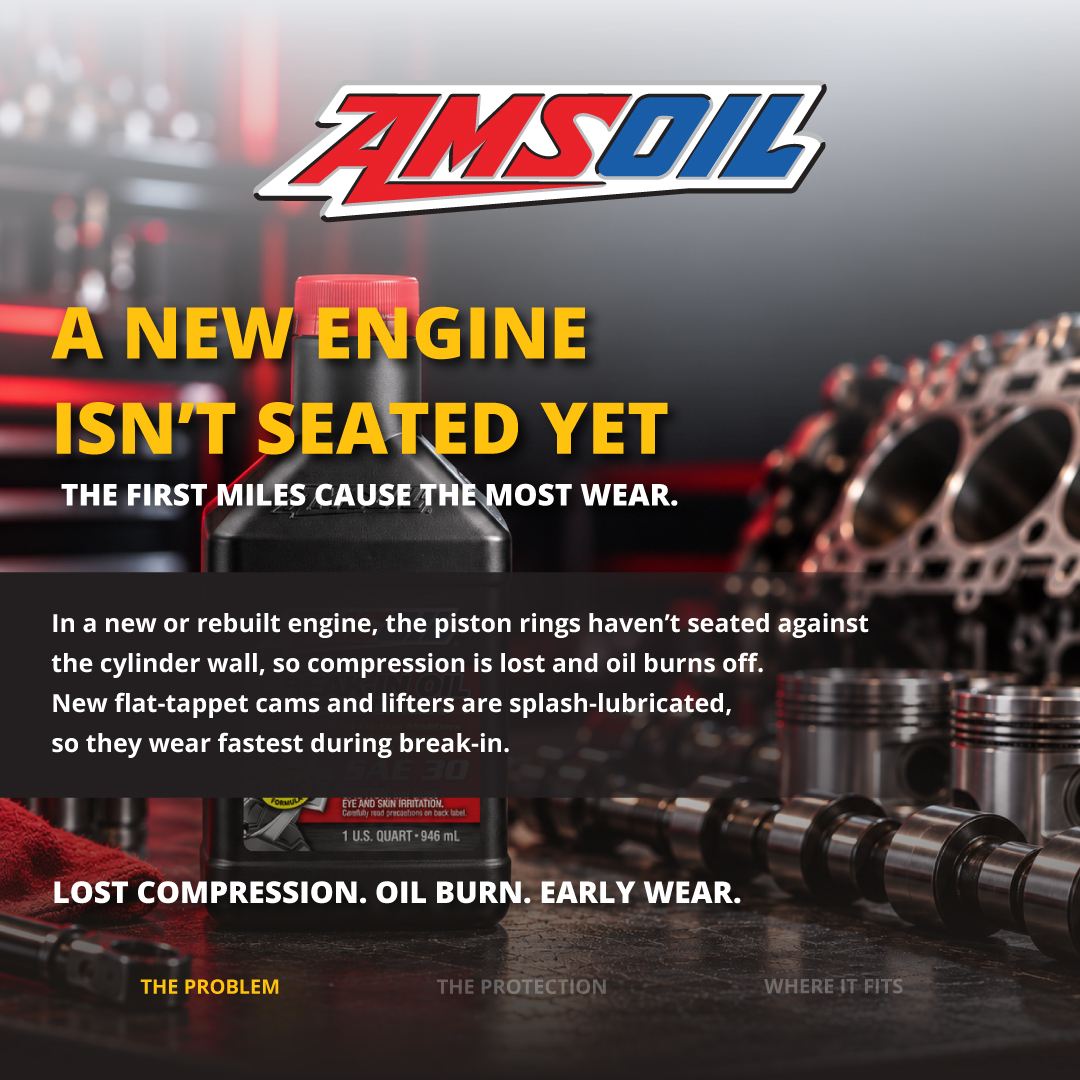 AMSOIL
A NEW ENGINE
ISN’T SEATED YET
THE FIRST MILES CAUSE THE MOST WEAR.
In a new or rebuilt engine, the piston rings haven’t seated against
the cylinder wall, so compression is lost and oil burns off.
New flat-tappet cams and lifters are splash-lubricated,
so they wear fastest during break-in.
SAE 30
FORMULA
EYE AND SKIN IRRITATION.
Carefully read precautions on back label.
1 U.S. QUART • 946 mL
LOST COMPRESSION. OIL BURN. EARLY WEAR.
THE PROBLEM
THE PROTECTION
WHERE IT FITS